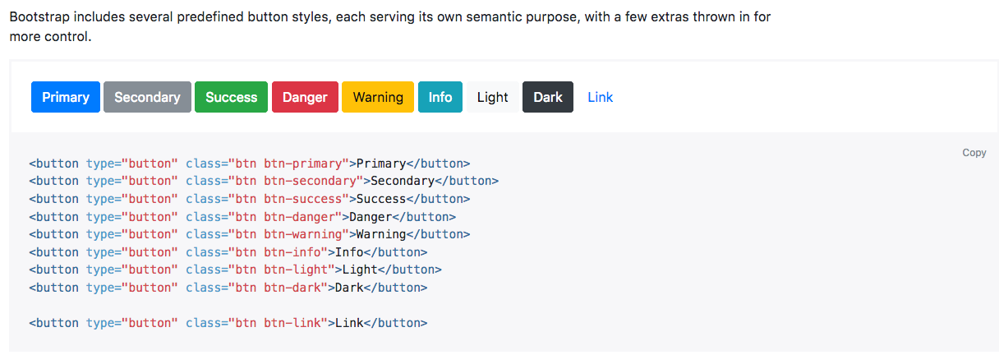 Bootstrap includes several predefined button styles, each serving its own semantic purpose, with a few extras thrown in for
more control.
Primary Secondary Success Danger Warning Info Light Dark Link
Copy
<button type="button" class="btn btn-primary">Primary</button>
<button type="button" class="btn btn-secondary">Secondary</button>
<button type="button" class="btn btn-success">Success</button>
<button type="button" class="btn btn-danger">Danger</button>
<button type="button" class="btn btn-warning">Warning</button>
<button type="button" class="btn btn-info">Info</button>
<button type="button" class="btn btn-light">Light</button>
<button type="button" class="btn btn-dark">Dark</button>
<button type="button" class="btn btn-link">Link</button>